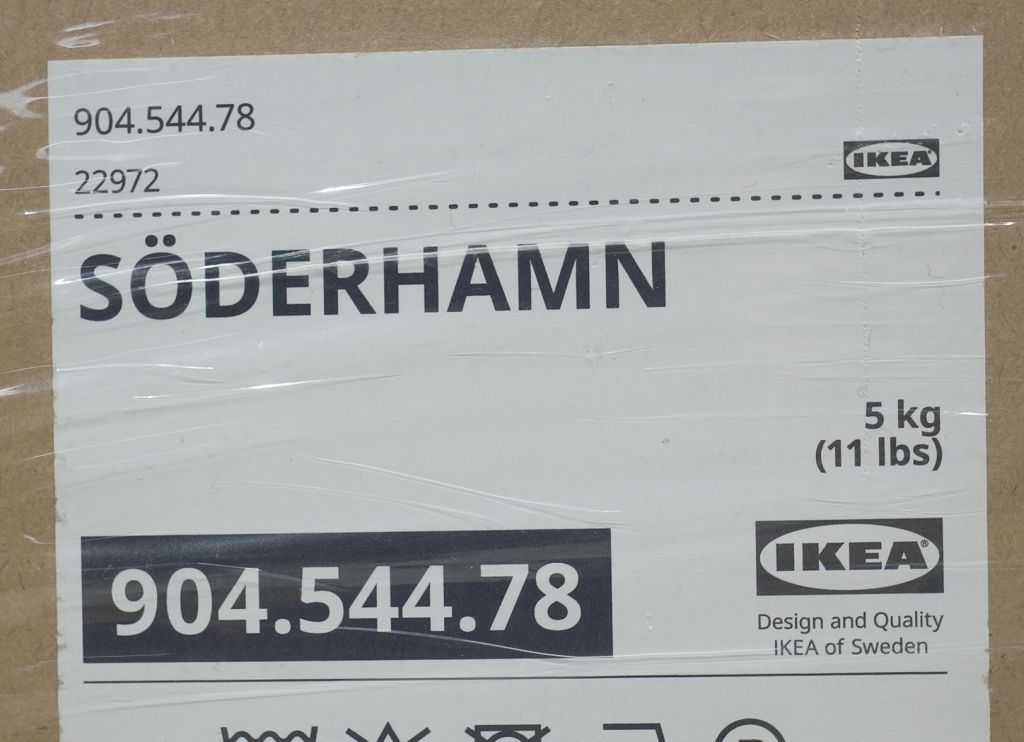 904.544.78
IKEA
22972
SÖDERHAMN
5 kg
(11 lbs)
904.544.78
IKEA®
Design and Quality
IKEA of Sweden